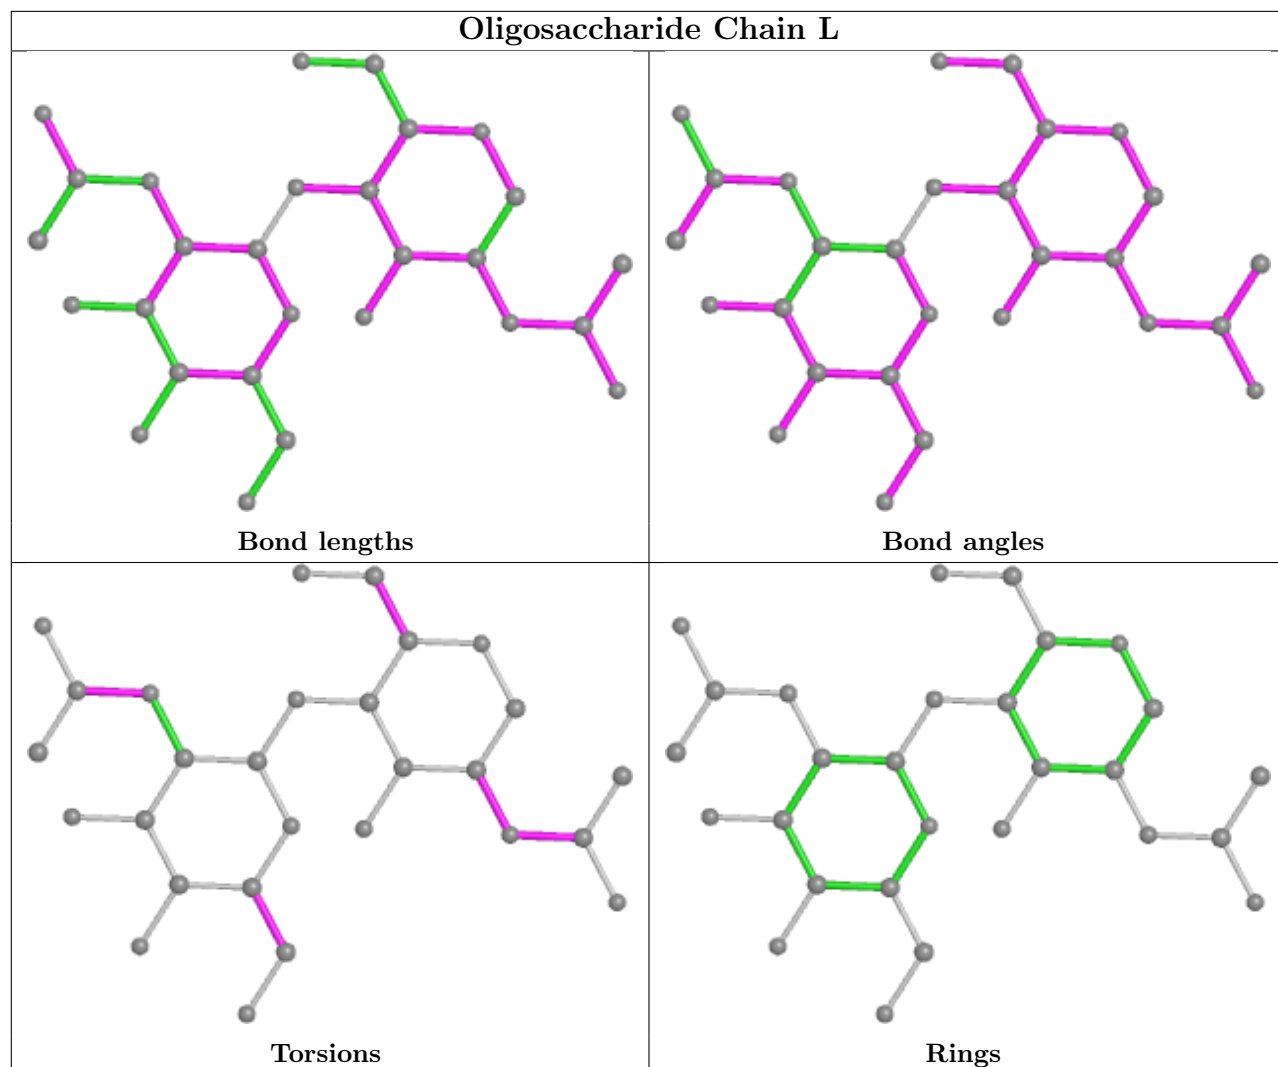 Oligosaccharide Chain L
Bond lengths
Bond angles
Torsions
Rings